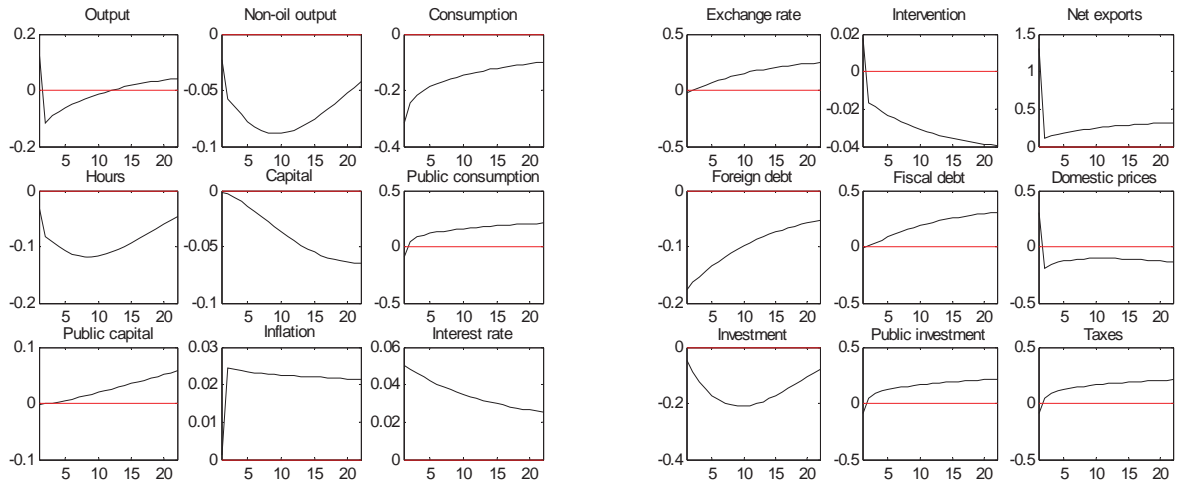 Output Non-oil output Consumption Exchange rate Intervention Net exports
0.2 0 0 0.5 0.02 1.5
0 -0.05 -0.2 0 0 1
-0.02 0.5
-0.2 -0.1 -0.4 -0.5 -0.04 0
5 10 15 20 5 10 15 20 5 10 15 20 5 10 15 20 5 10 15 20 5 10 15 20
Hours Capital Public consumption Foreign debt Fiscal debt Domestic prices
0 0 0.5 0 0.5 0.5
-0.1 -0.05 0 -0.1 0 0
-0.2 -0.1 -0.5 -0.2 -0.5 -0.5
5 10 15 20 5 10 15 20 5 10 15 20 5 10 15 20 5 10 15 20 5 10 15 20
Public capital Inflation Interest rate Investment Public investment Taxes
0.1 0.03 0.06 0 0.5 0.5
0.02 0.04
0 -0.2 0 0
0.01 0.02
-0.1 0 0 -0.4 -0.5 -0.5
5 10 15 20 5 10 15 20 5 10 15 20 5 10 15 20 5 10 15 20 5 10 15 20